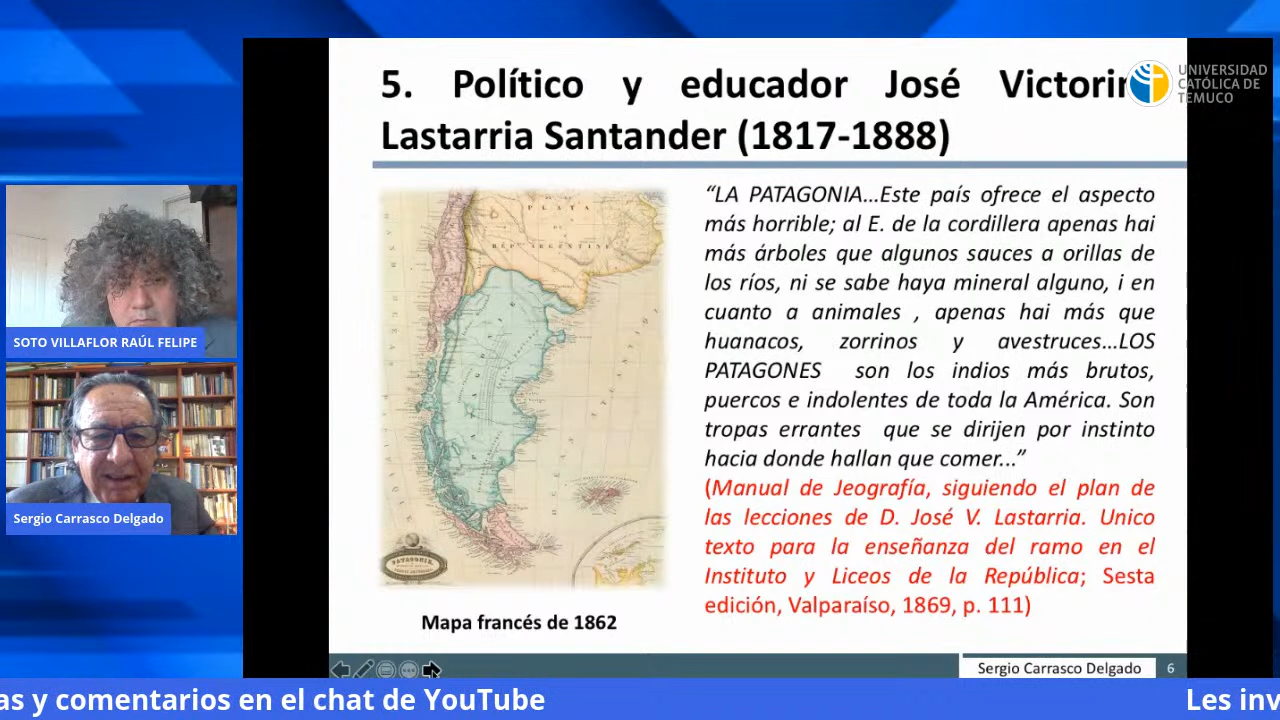 5. Político y educador José Victorin
Lastarria Santander (1817-1888)
UNIVERSIDAD
CATÓLICA DE
TEMUCO
“LA PATAGONIA...Este país ofrece el aspecto
más horrible; al E. de la cordillera apenas hai
más árboles que algunos sauces a orillas de
los ríos, ni se sabe haya mineral alguno, i en
cuanto a animales , apenas hai más que
huanacos, zorrinos y avestruces...LOS
PATAGONES son los indios más brutos,
puercos e indolentes de toda la América. Son
tropas errantes que se dirijen por instinto
hacia donde hallan que comer...”
(Manual de Jeografía, siguiendo el plan de
las lecciones de D. José V. Lastarria. Unico
texto para la enseñanza del ramo en el
Instituto y Liceos de la República; Sesta
edición, Valparaíso, 1869, p. 111)
PLATA
PATAGONIE
Mapa francés de 1862
SOTO VILLAFLOR RAÚL FELIPE
Sergio Carrasco Delgado
Sergio Carrasco Delgado
6
as y comentarios en el chat de YouTube
Les inv